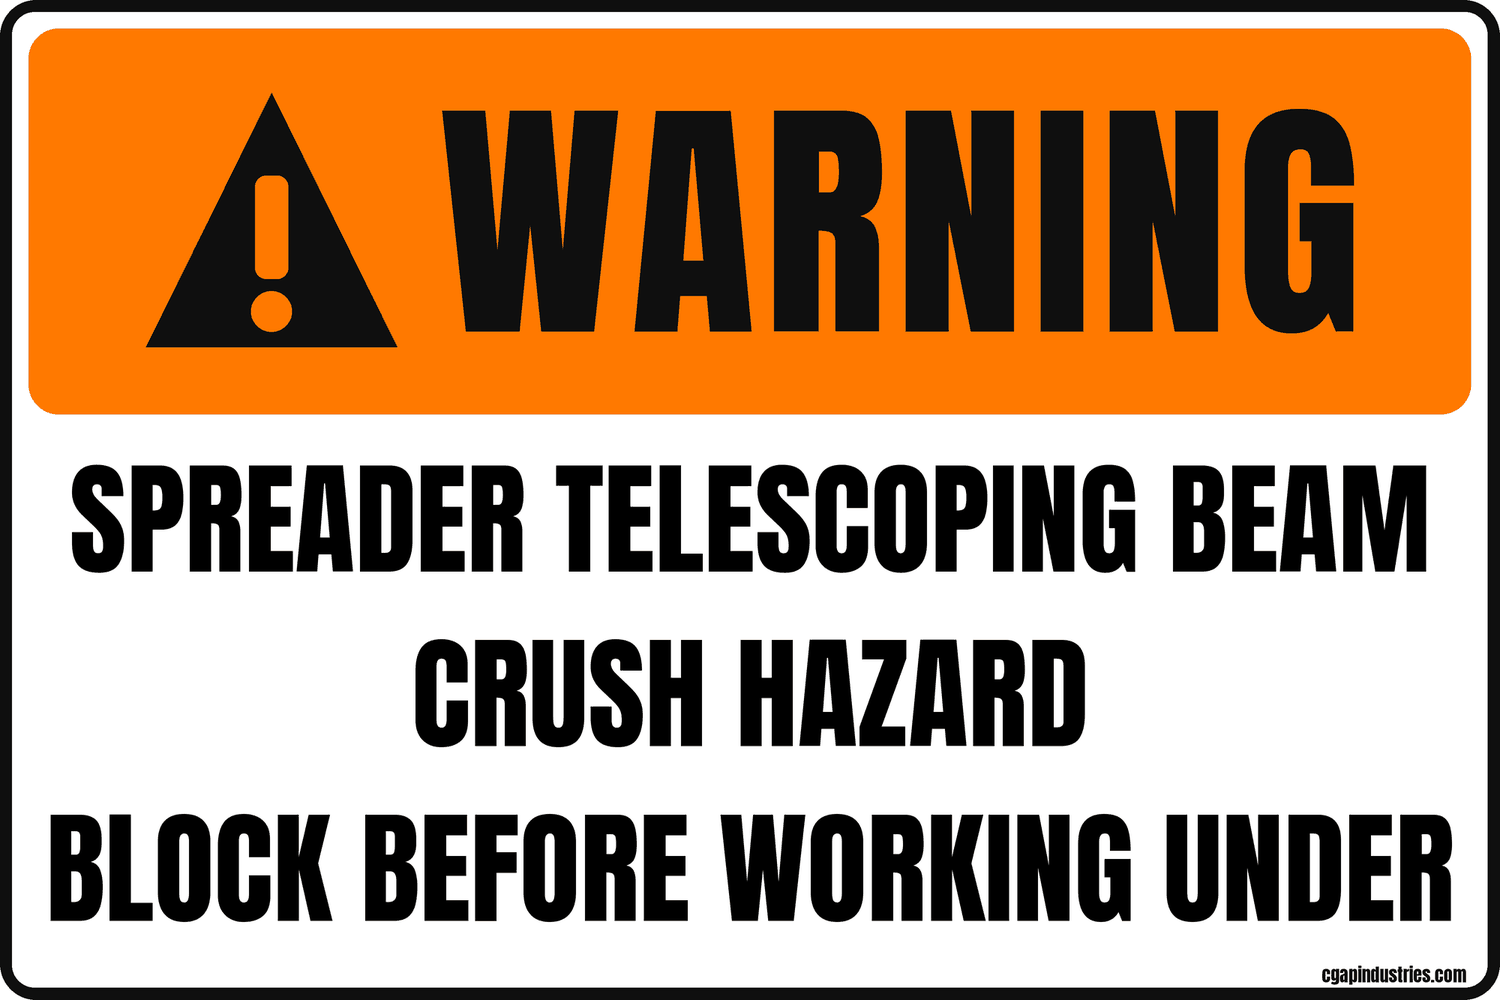 WARNING
SPREADER TELESCOPING BEAM
CRUSH HAZARD
BLOCK BEFORE WORKING UNDER
cgapindustries.com